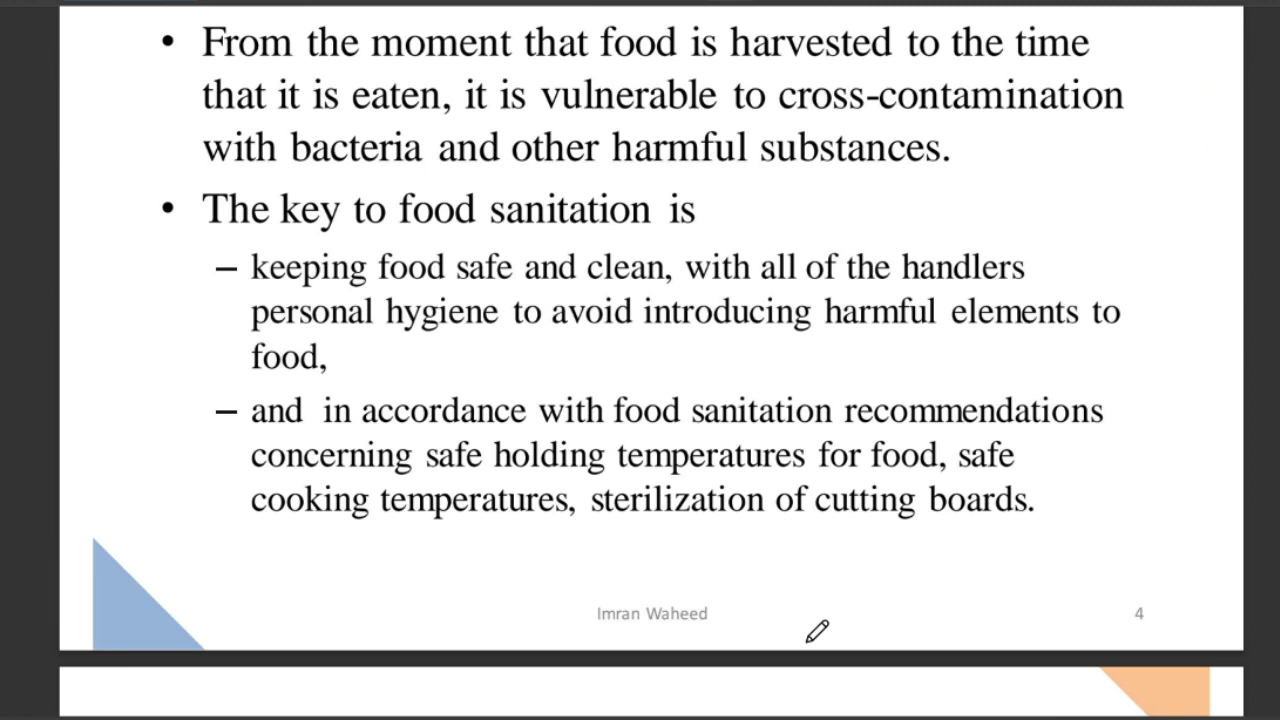 • From the moment that food is harvested to the time
that it is eaten, it is vulnerable to cross-contamination
with bacteria and other harmful substances.
• The key to food sanitation is
– keeping food safe and clean, with all of the handlers
personal hygiene to avoid introducing harmful elements to
food,
– and in accordance with food sanitation recommendations
concerning safe holding temperatures for food, safe
cooking temperatures, sterilization of cutting boards.
Imran Waheed
4